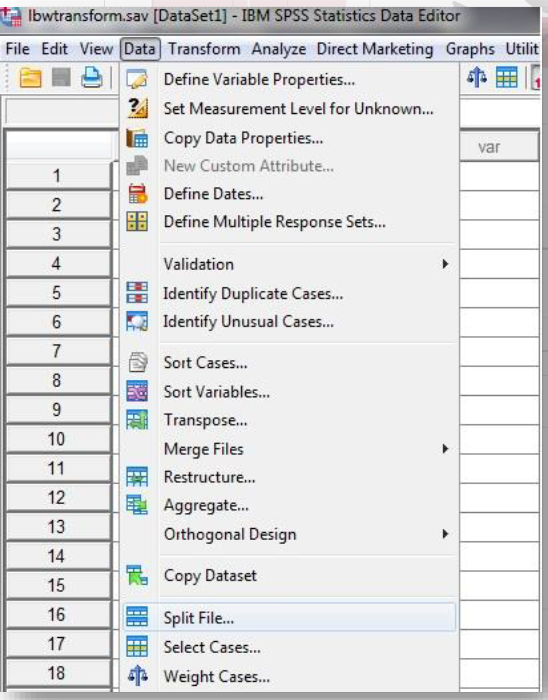 lbwtransform.sav [DataSet1] - IBM SPSS Statistics Data Editor
File Edit View Data Transform Analyze Direct Marketing Graphs Utilit
Define Variable Properties...
Set Measurement Level for Unknown...
Copy Data Properties...
New Custom Attribute...
Define Dates...
Define Multiple Response Sets...
Validation
Identify Duplicate Cases...
Identify Unusual Cases...
Sort Cases...
Sort Variables...
Transpose...
Merge Files
Restructure...
Aggregate...
Orthogonal Design
Copy Dataset
Split File...
Select Cases...
Weight Cases...
var
1
2
3
4
5
6
7
8
9
10
11
12
13
14
15
16
17
18